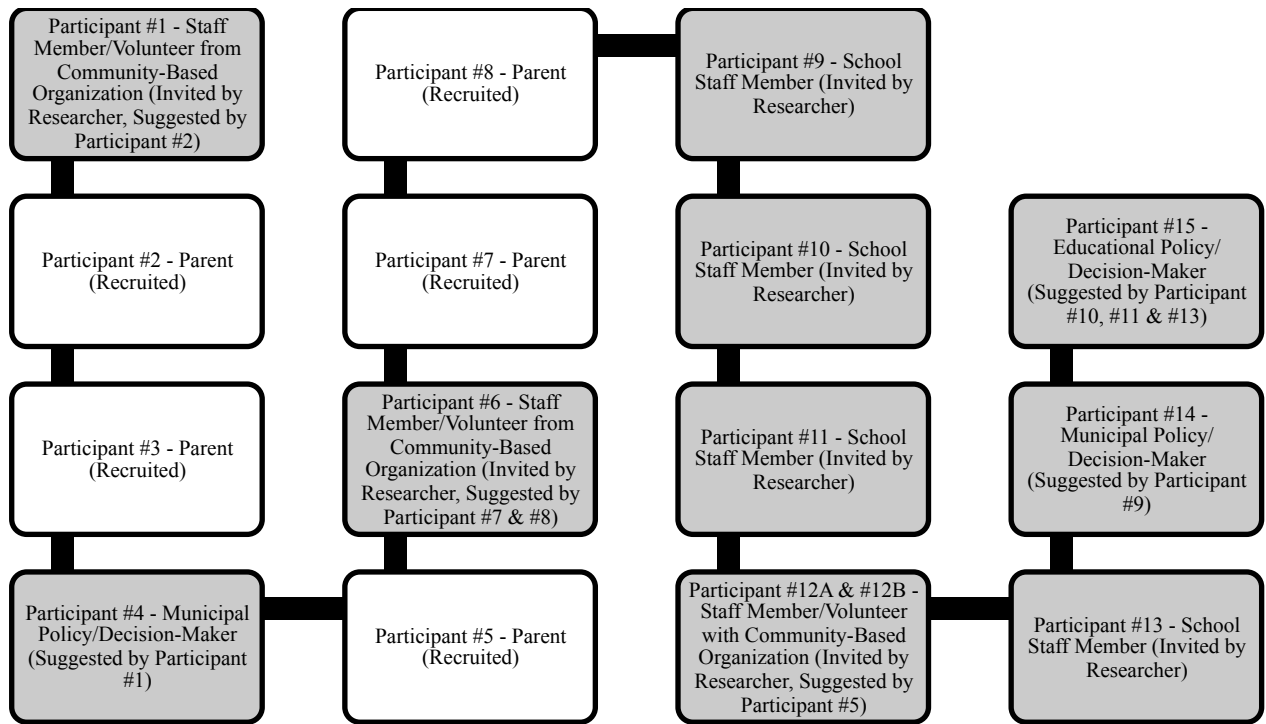 Participant #1 - Staff
Member/Volunteer from
Community-Based
Organization (Invited by
Researcher, Suggested by
Participant #2)
Participant #2 - Parent
(Recruited)
Participant #3 - Parent
(Recruited)
Participant #4 - Municipal
Policy/Decision-Maker
(Suggested by Participant
#1)
Participant #5 - Parent
(Recruited)
Participant #6 - Staff
Member/Volunteer from
Community-Based
Organization (Invited by
Researcher, Suggested by
Participant #7 & #8)
Participant #7 - Parent
(Recruited)
Participant #8 - Parent
(Recruited)
Participant #9 - School
Staff Member (Invited by
Researcher)
Participant #10 - School
Staff Member (Invited by
Researcher)
Participant #11 - School
Staff Member (Invited by
Researcher)
Participant #12A & #12B -
Staff Member/Volunteer
with Community-Based
Organization (Invited by
Researcher, Suggested by
Participant #5)
Participant #13 - School
Staff Member (Invited by
Researcher)
Participant #14 -
Municipal Policy/
Decision-Maker
(Suggested by Participant
#9)
Participant #15 -
Educational Policy/
Decision-Maker
(Suggested by Participant
#10, #11 & #13)